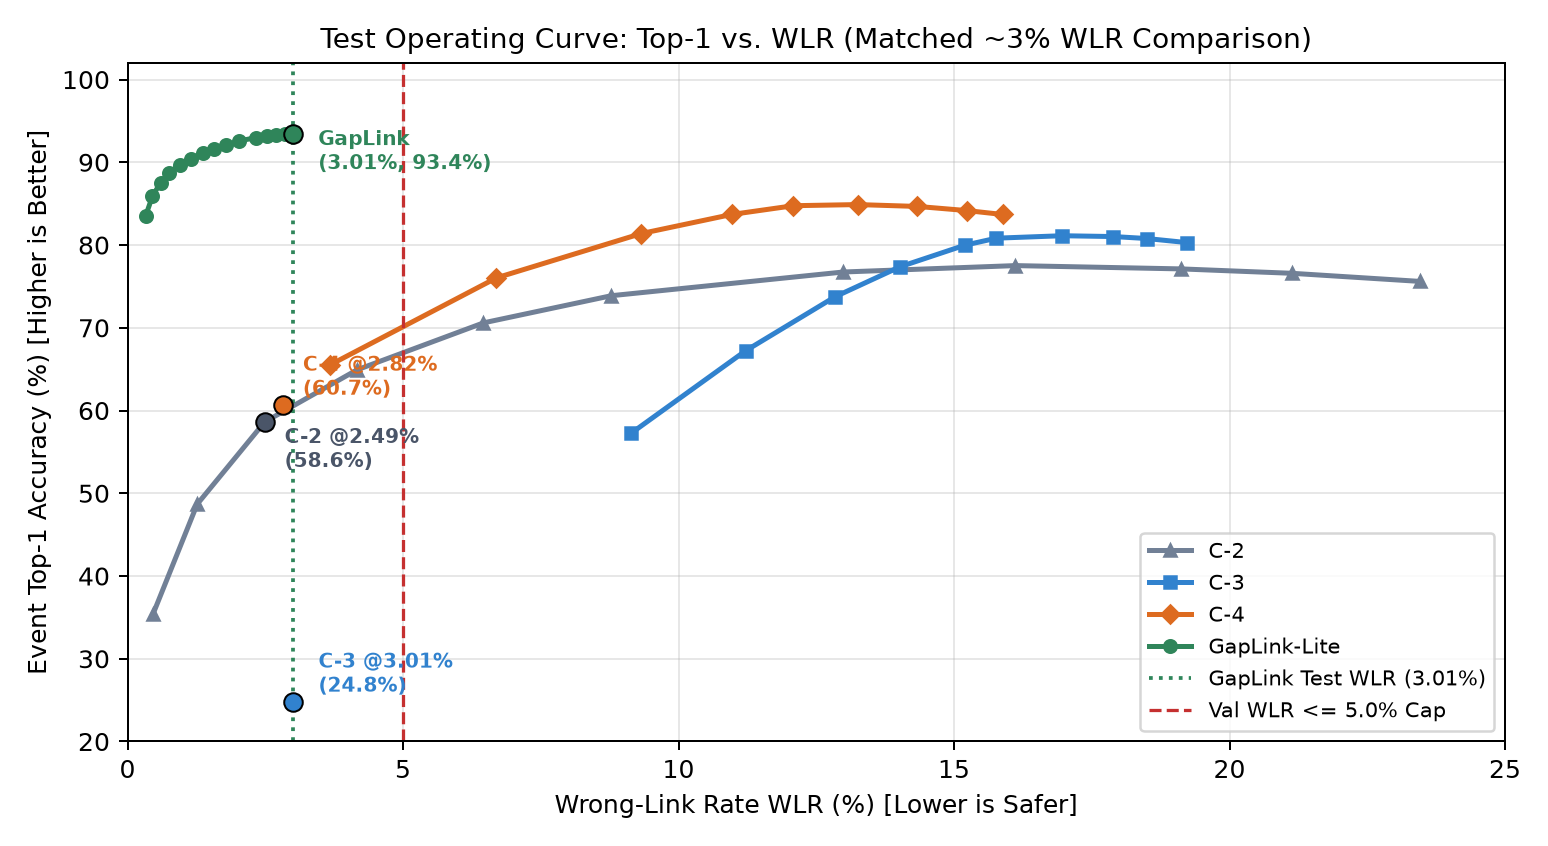 Test Operating Curve: Top-1 vs. WLR (Matched ~3% WLR Comparison)
Event Top-1 Accuracy (%) [Higher is Better]
100
90
80
70
60
50
40
30
20
GapLink
(3.01%, 93.4%)
C-4 @2.82%
(60.7%)
C-2 @2.49%
(58.6%)
C-3 @3.01%
(24.8%)
C-2
C-3
C-4
GapLink-Lite
GapLink Test WLR (3.01%)
Val WLR <= 5.0% Cap
0 5 10 15 20 25
Wrong-Link Rate WLR (%) [Lower is Safer]